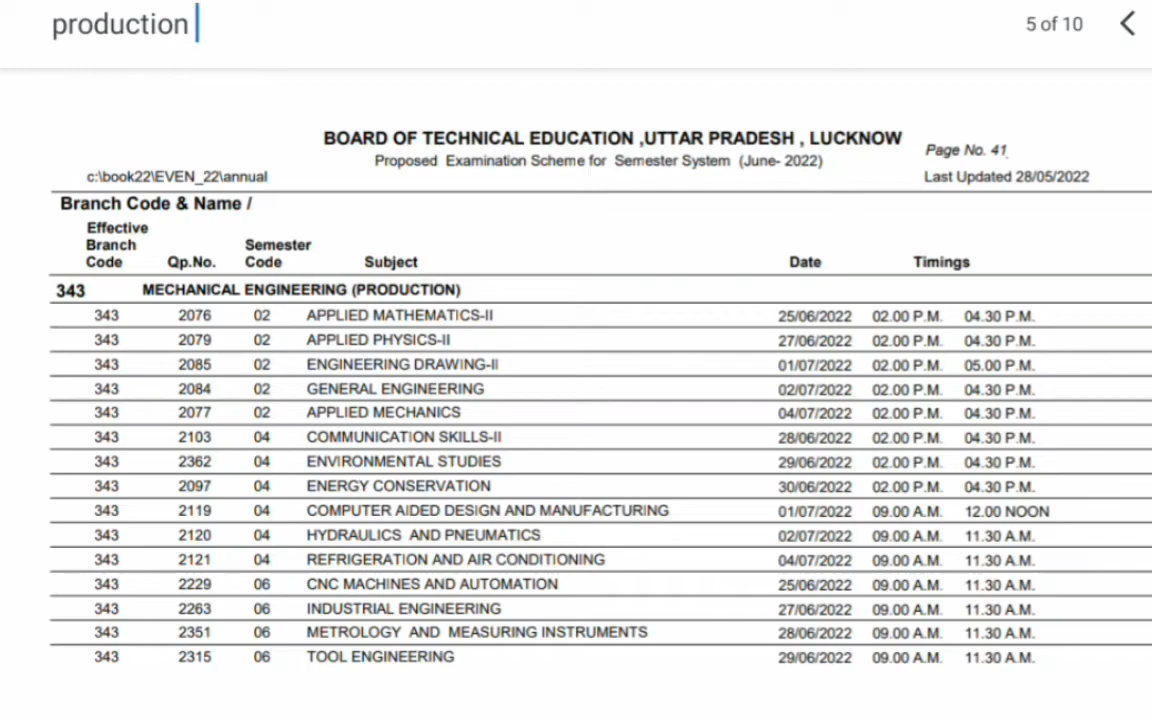 production
5 of 10
BOARD OF TECHNICAL EDUCATION ,UTTAR PRADESH , LUCKNOW
Page No. 41
Proposed Examination Scheme for Semester System (June- 2022)
c:\book22\EVEN_22\annual
Last Updated 28/05/2022
Branch Code & Name /
Effective Branch Code Qp.No. Semester Code Subject Date Timings
343 MECHANICAL ENGINEERING (PRODUCTION)
343 2076 02 APPLIED MATHEMATICS-II 25/06/2022 02.00 P.M. 04.30 P.M.
343 2079 02 APPLIED PHYSICS-II 27/06/2022 02.00 P.M. 04.30 P.M.
343 2085 02 ENGINEERING DRAWING-II 01/07/2022 02.00 P.M. 05.00 P.M.
343 2084 02 GENERAL ENGINEERING 02/07/2022 02.00 P.M. 04.30 P.M.
343 2077 02 APPLIED MECHANICS 04/07/2022 02.00 P.M. 04.30 P.M.
343 2103 04 COMMUNICATION SKILLS-II 28/06/2022 02.00 P.M. 04.30 P.M.
343 2362 04 ENVIRONMENTAL STUDIES 29/06/2022 02.00 P.M. 04.30 P.M.
343 2097 04 ENERGY CONSERVATION 30/06/2022 02.00 P.M. 04.30 P.M.
343 2119 04 COMPUTER AIDED DESIGN AND MANUFACTURING 01/07/2022 09.00 A.M. 12.00 NOON
343 2120 04 HYDRAULICS AND PNEUMATICS 02/07/2022 09.00 A.M. 11.30 A.M.
343 2121 04 REFRIGERATION AND AIR CONDITIONING 04/07/2022 09.00 A.M. 11.30 A.M.
343 2229 06 CNC MACHINES AND AUTOMATION 25/06/2022 09.00 A.M. 11.30 A.M.
343 2263 06 INDUSTRIAL ENGINEERING 27/06/2022 09.00 A.M. 11.30 A.M.
343 2351 06 METROLOGY AND MEASURING INSTRUMENTS 28/06/2022 09.00 A.M. 11.30 A.M.
343 2315 06 TOOL ENGINEERING 29/06/2022 09.00 A.M. 11.30 A.M.